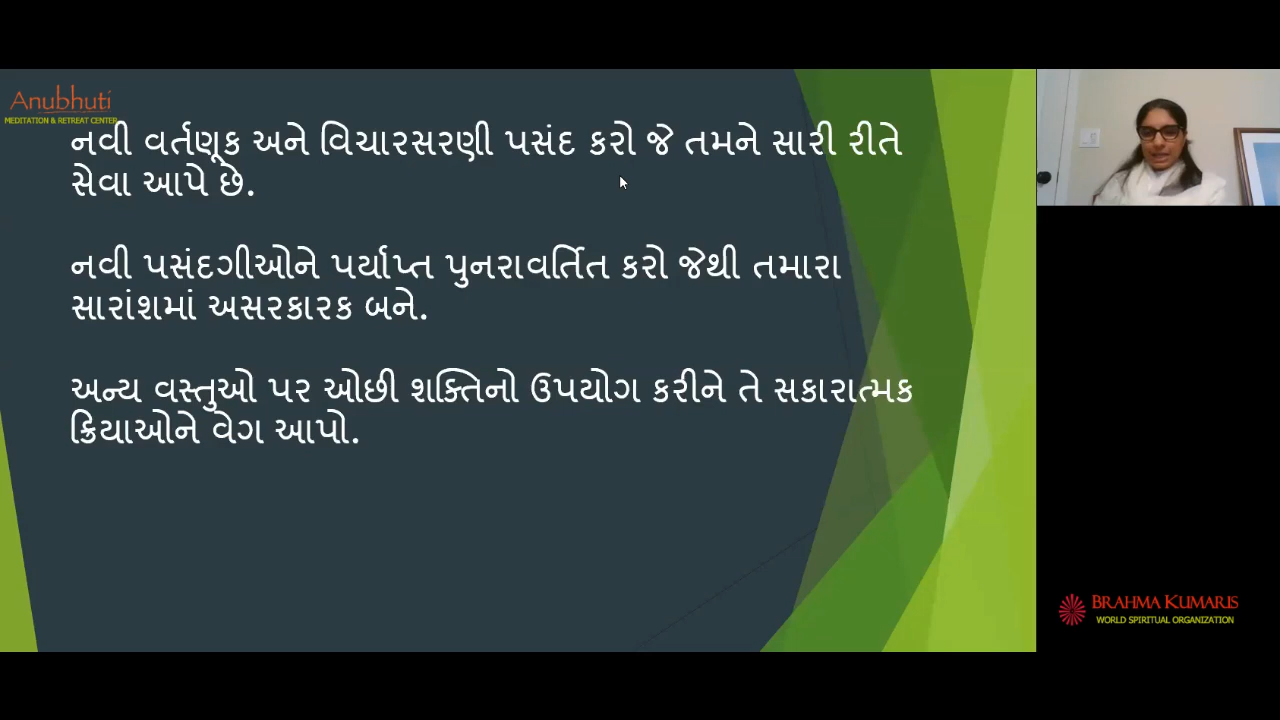 Anubhuti
MEDITATION & RETREAT CENTER
નવી વર્તણૂક અને વિચારસરણી પસંદ કરો જે તમને સારી રીતે
સેવા આપે છે.
નવી પસંદગીઓને પર્યાપ્ત પુનરાવર્તિત કરો જેથી તમારા
સારાંશમાં અસરકારક બને.
અન્ય વસ્તુઓ પર ઓછી શક્તિનો ઉપયોગ કરીને તે સકારાત્મક
ક્રિયાઓને વેગ આપો.
BRAHMA KUMARIS
WORLD SPIRITUAL ORGANIZATION